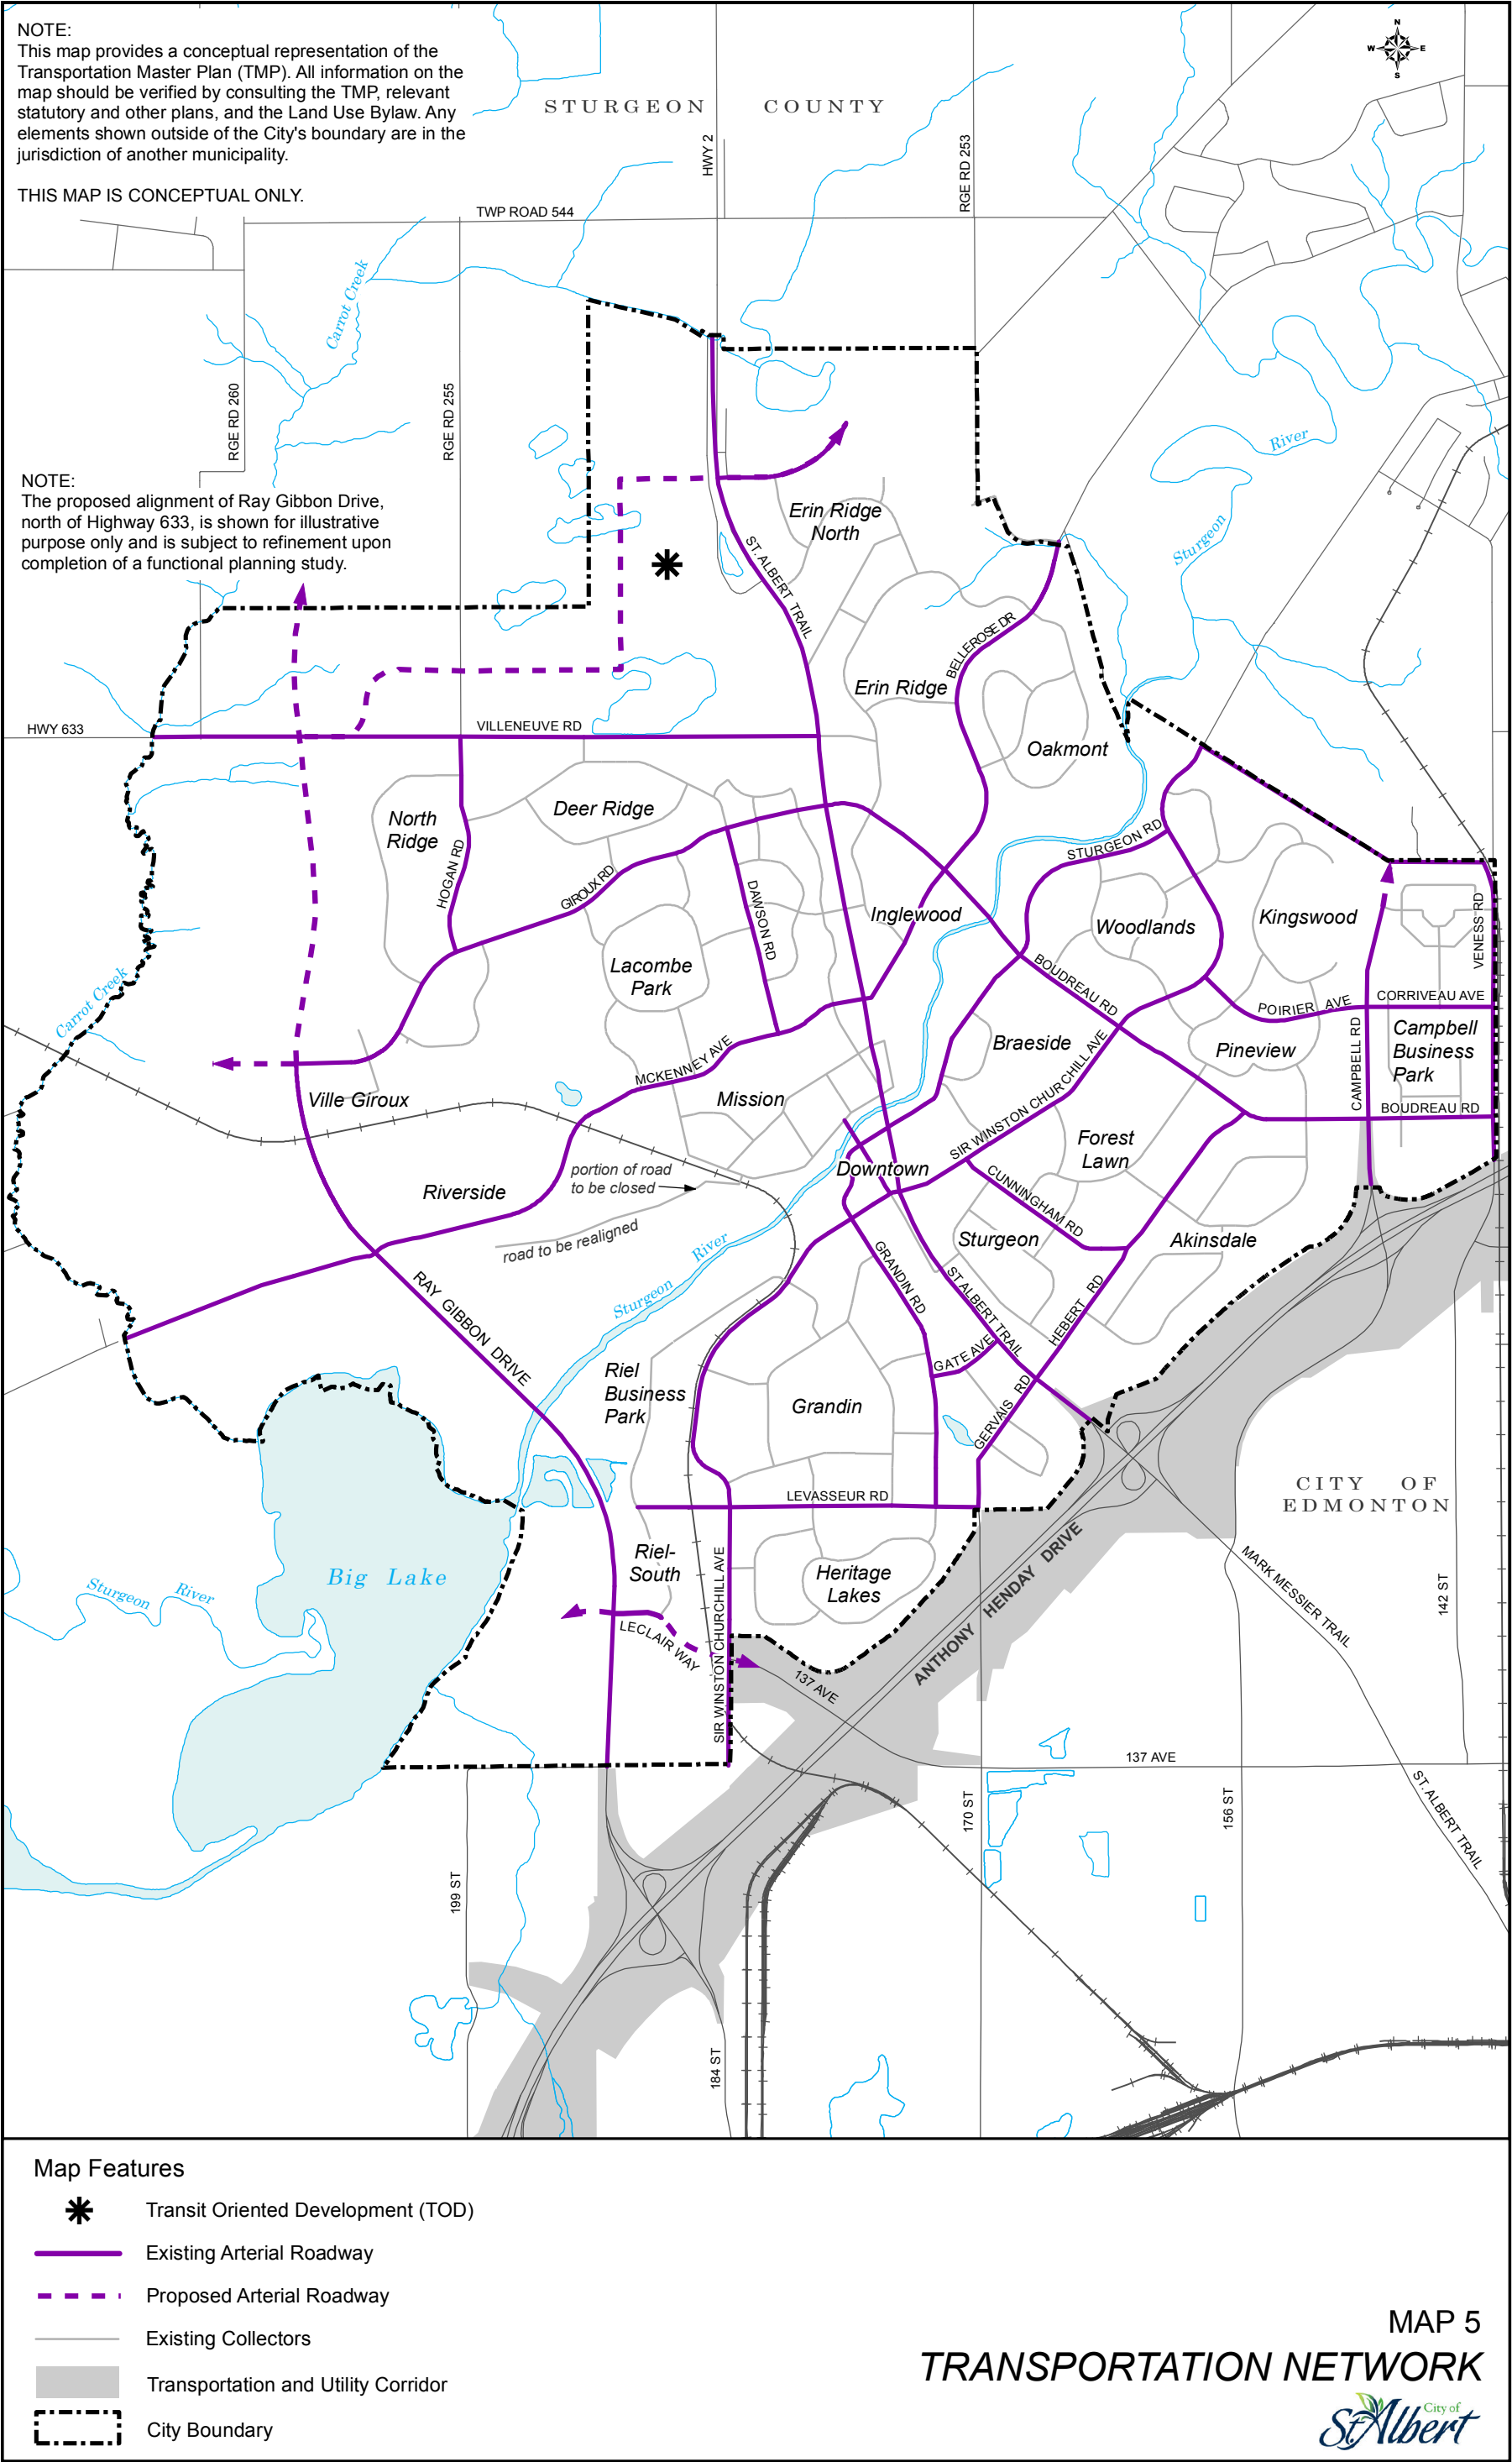 NOTE:
This map provides a conceptual representation of the
Transportation Master Plan (TMP). All information on the
map should be verified by consulting the TMP, relevant
statutory and other plans, and the Land Use Bylaw. Any
elements shown outside of the City's boundary are in the
jurisdiction of another municipality.
THIS MAP IS CONCEPTUAL ONLY.
N
W
E
S
STURGEON COUNTY
HWY 2
RGE RD 253
TWP ROAD 544
Carrot Creek
RGE RD 260
RGE RD 255
River
NOTE:
The proposed alignment of Ray Gibbon Drive,
north of Highway 633, is shown for illustrative
purpose only and is subject to refinement upon
completion of a functional planning study.
Erin Ridge
North
Sturgeon
ST. ALBERT TRAIL
BELLEROSE DR
Erin Ridge
HWY 633
VILLENEUVE RD
Oakmont
North
Ridge
Deer Ridge
HOGAN RD
GIROUX RD
DAWSON RD
STURGEON RD
Inglewood
Woodlands
Kingswood
VENESS RD
Lacombe
Park
Carrot Creek
BOUDREAU RD
POIRIER AVE
CORRIVEAU AVE
Braeside
Pineview
CAMPBELL RD
Campbell
Business
Park
MCKENNEY AVE
Ville Giroux
Mission
BOUDREAU RD
SIR WINSTON CHURCHILL AVE
Forest
Lawn
Downtown
portion of road
to be closed
Riverside
CUNNINGHAM RD
road to be realigned
Sturgeon
Akinsdale
River
Sturgeon
GRANDIN RD
ST ALBERT TRAIL
HEBERT RD
RAY GIBBON DRIVE
GATE AVE
Riel
Business
Park
Grandin
GERVAIS RD
LEVASSEUR RD
CITY OF
EDMONTON
Riel-
South
Heritage
Lakes
Big Lake
Sturgeon River
ANTHONY HENDAY DRIVE
MARK MESSIER TRAIL
142 ST
LECLAIR WAY
SIR WINSTON CHURCHILL AVE
137 AVE
137 AVE
170 ST
156 ST
ST. ALBERT TRAIL
199 ST
184 ST
Map Features
Transit Oriented Development (TOD)
Existing Arterial Roadway
Proposed Arterial Roadway
Existing Collectors
Transportation and Utility Corridor
City Boundary
MAP 5
TRANSPORTATION NETWORK
City of
St. Albert